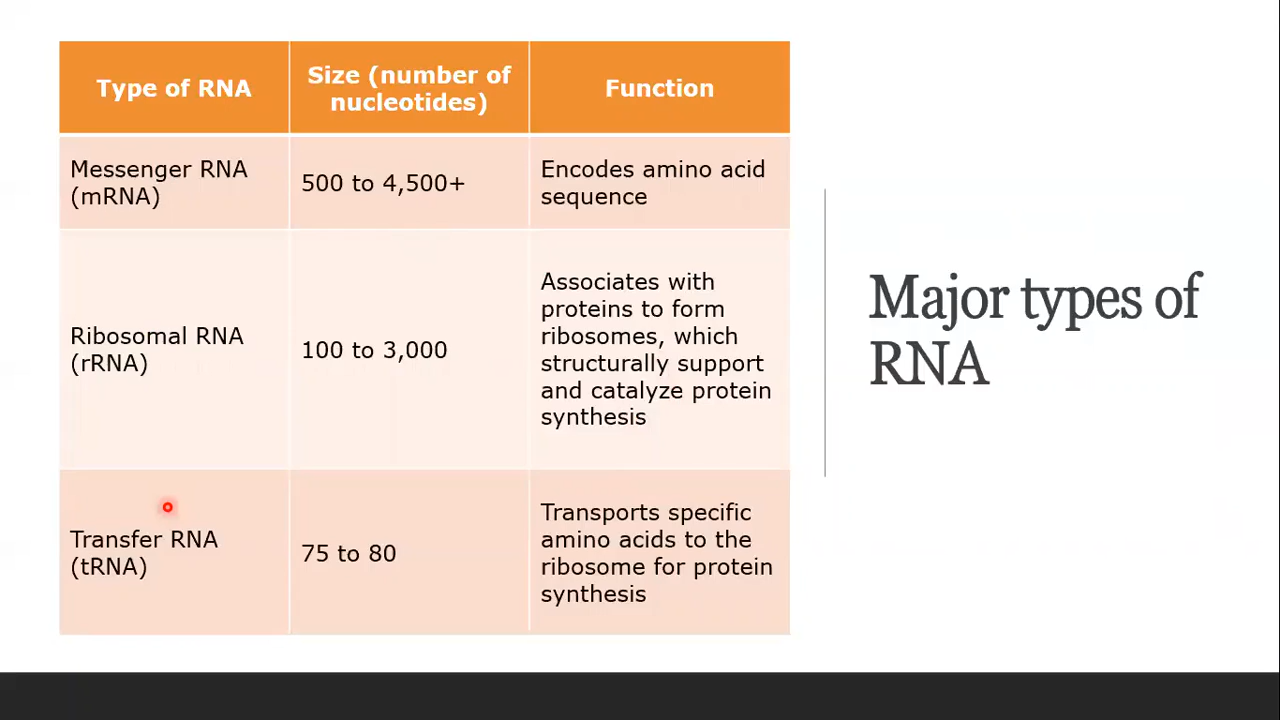 Type of RNA
Size (number of
nucleotides)
Function
Messenger RNA
(mRNA)
500 to 4,500+
Encodes amino acid
sequence
Ribosomal RNA
(rRNA)
100 to 3,000
Associates with
proteins to form
ribosomes, which
structurally support
and catalyze protein
synthesis
Transfer RNA
(tRNA)
75 to 80
Transports specific
amino acids to the
ribosome for protein
synthesis
Major types of
RNA